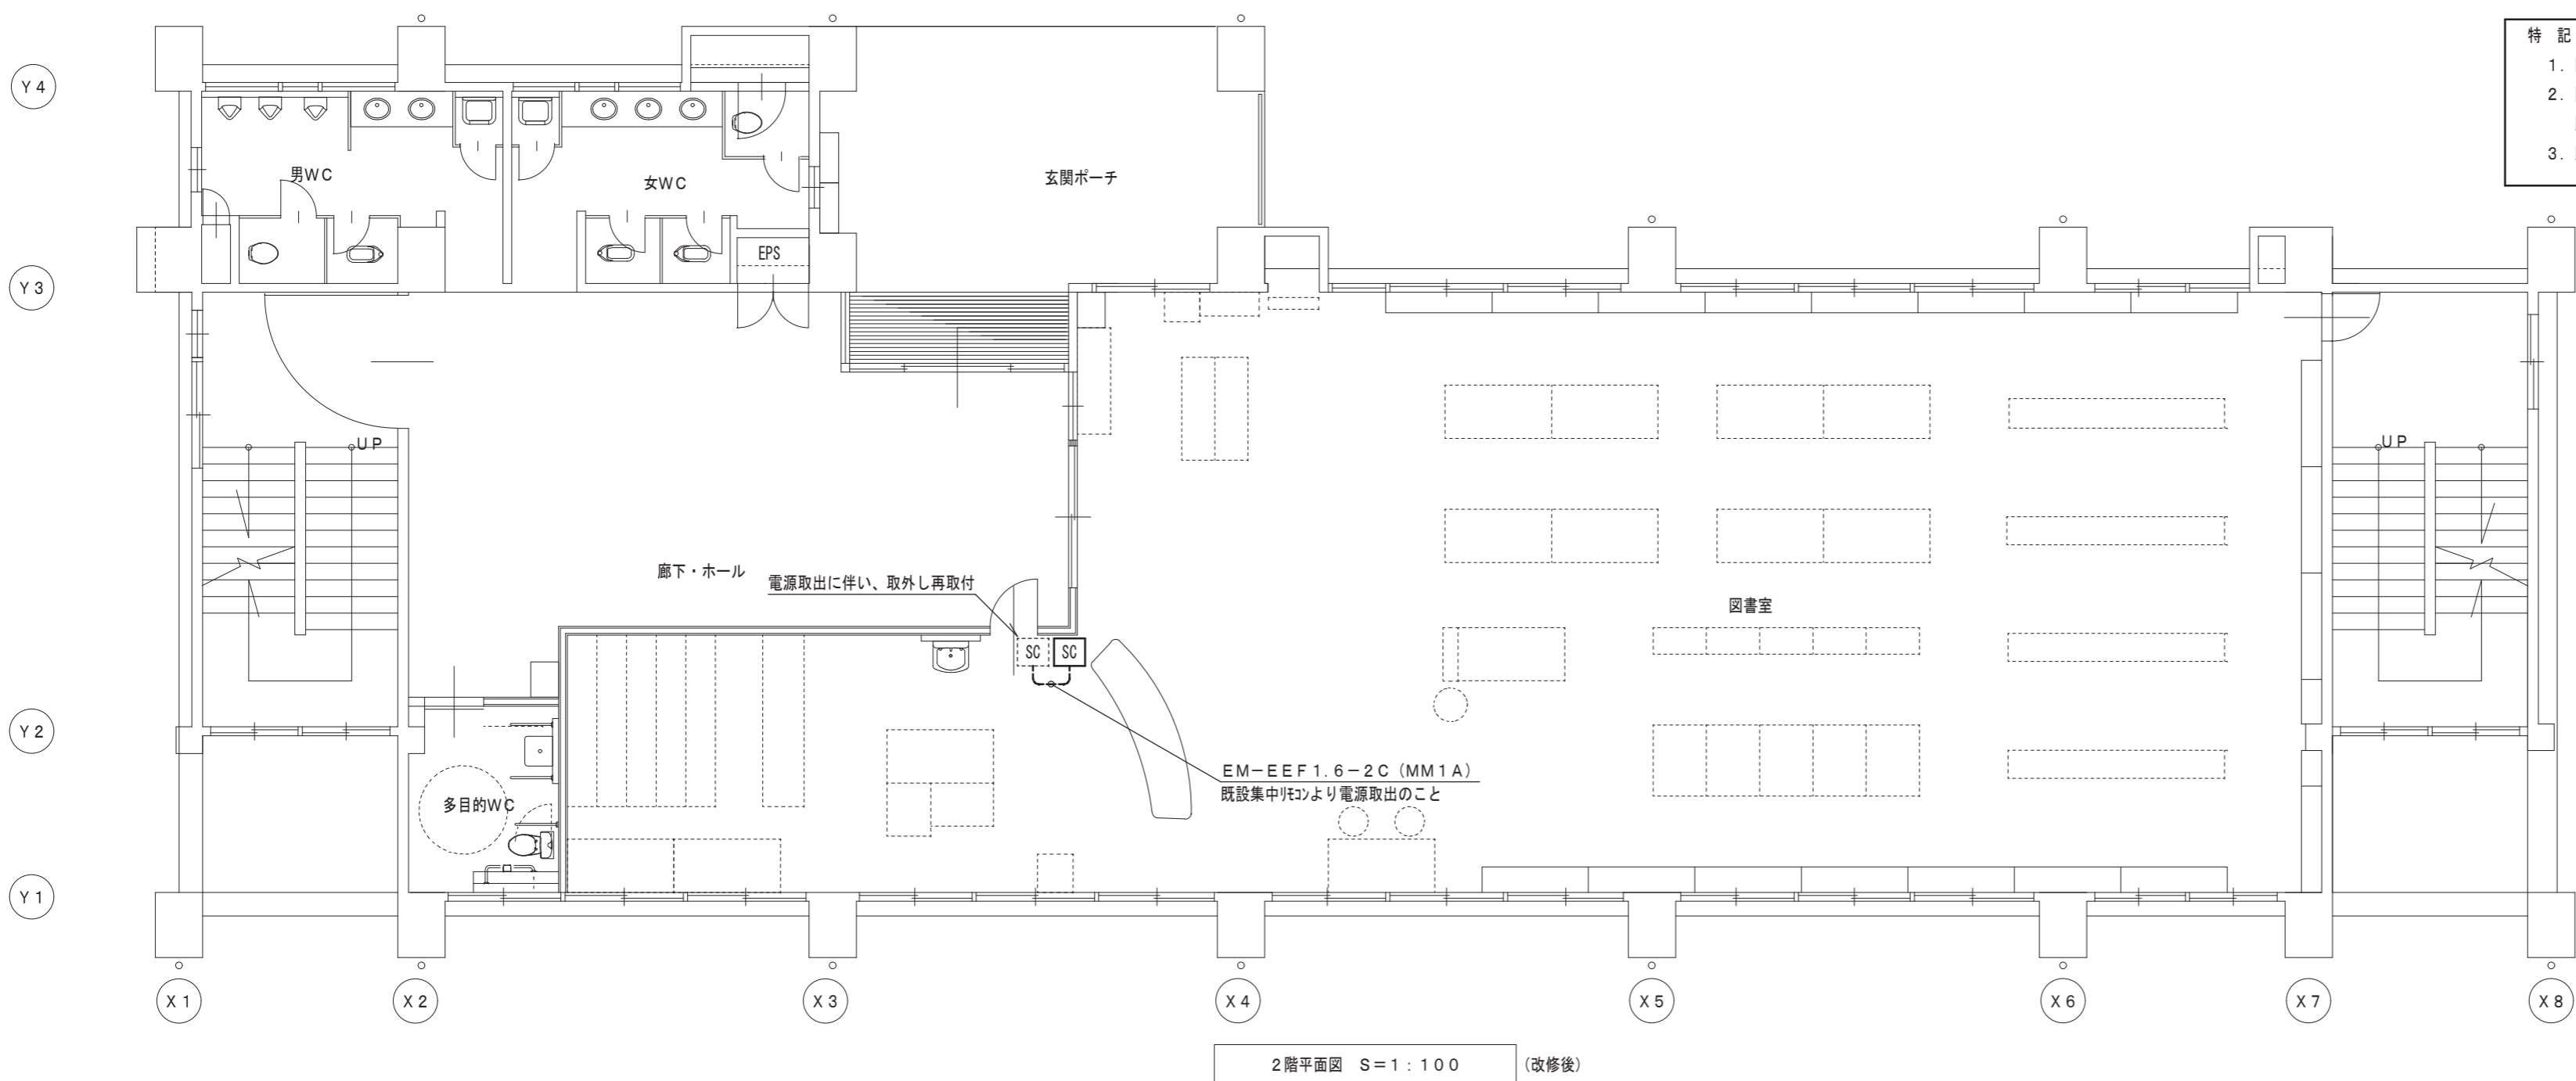 特 記
1.
2.
3.
Y4
男WC
女WC
玄関ポーチ
EPS
Y3
UP
UP
廊下・ホール
電源取出に伴い、取外し再取付
図書室
SC
SC
Y2
EM-EEF1.6-2C (MM1A)
既設集中ﾘﾓｺﾝより電源取出のこと
多目的WC
Y1
X1
X2
X3
X4
X5
X6
X7
X8
2階平面図 S=1:100
(改修後)